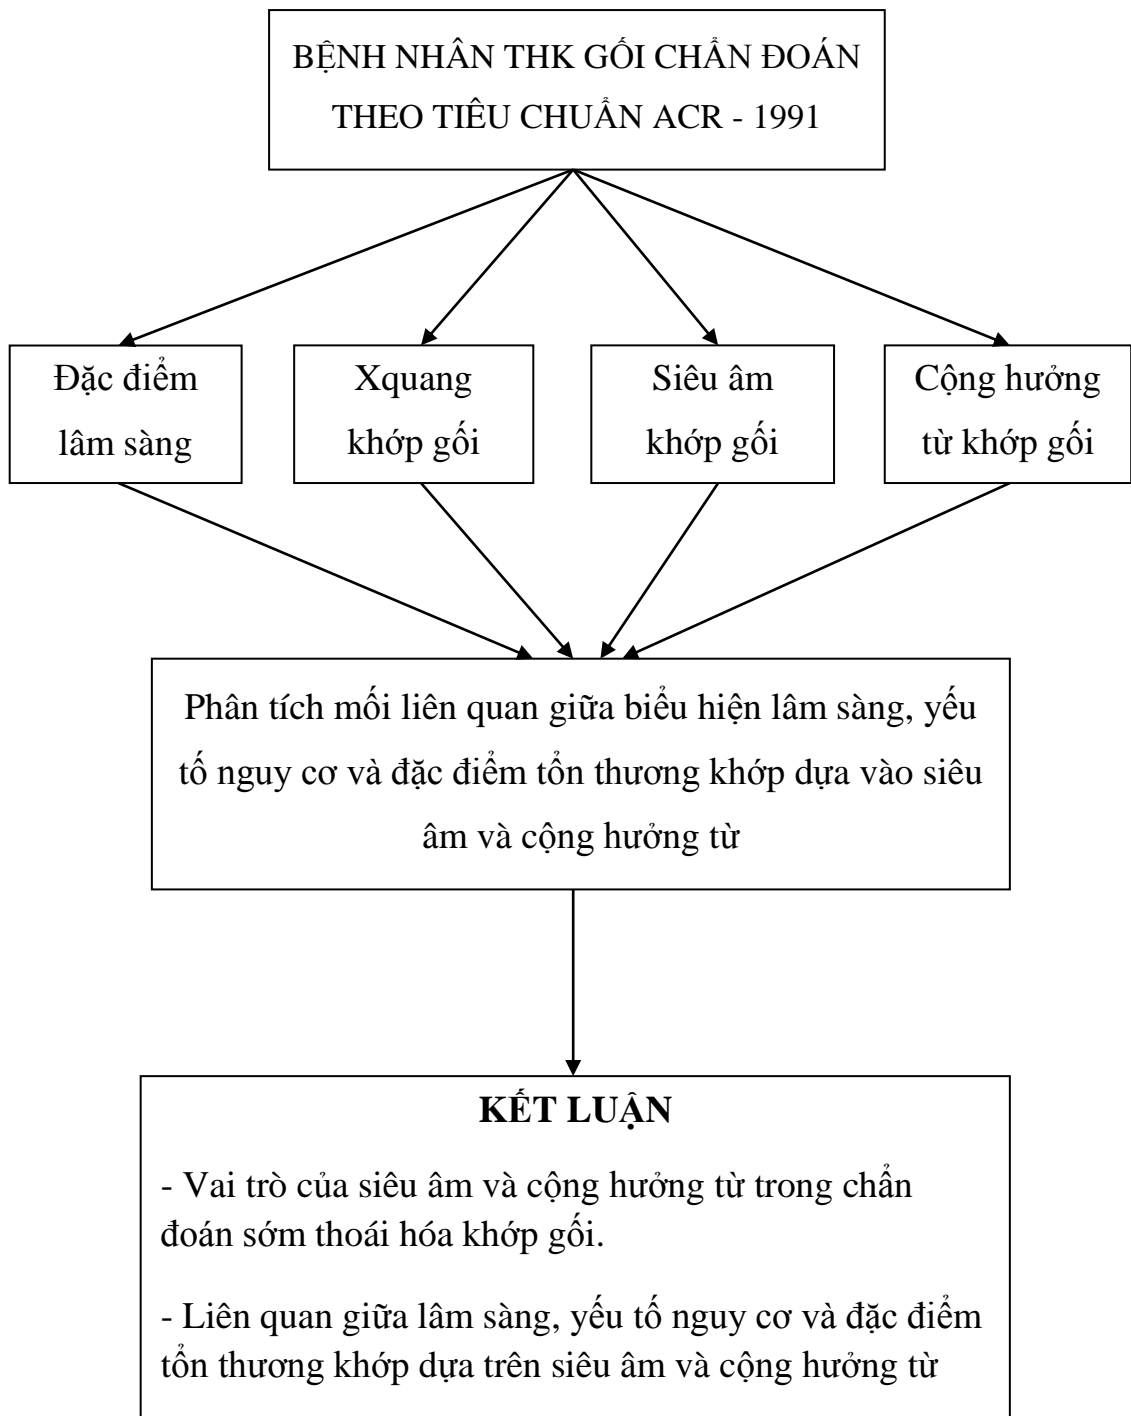 BỆNH NHÂN THK GỐI CHẨN ĐOÁN
THEO TIÊU CHUẨN ACR - 1991
Đặc điểm
lâm sàng
Xquang
khớp gối
Siêu âm
khớp gối
Cộng hưởng
từ khớp gối
Phân tích mối liên quan giữa biểu hiện lâm sàng, yếu
tố nguy cơ và đặc điểm tổn thương khớp dựa vào siêu
âm và cộng hưởng từ
KẾT LUẬN
- Vai trò của siêu âm và cộng hưởng từ trong chẩn
đoán sớm thoái hóa khớp gối.
- Liên quan giữa lâm sàng, yếu tố nguy cơ và đặc điểm
tổn thương khớp dựa trên siêu âm và cộng hưởng từ